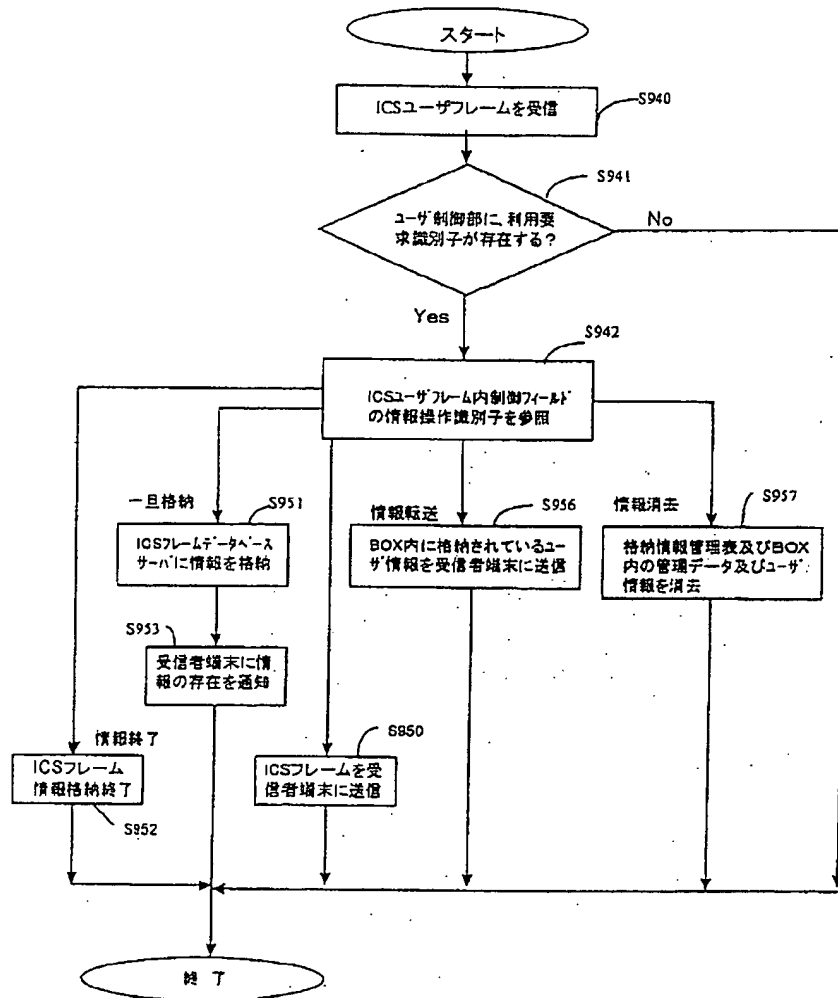 スタート
ICSユーザフレームを受信
S940
S941
ユーザ制御部に、利用要
求識別子が存在する?
No
Yes
S942
ICSユーザフレーム内制御フィールド
の情報操作識別子を参照
一旦格納
S951
ICSフレームデータベース
サーバに情報を格納
情報転送
S956
BOX内に格納されているユー
ザ情報を受信者端末に送信
情報消去
S957
格納情報管理表及びBOX
内の管理データ及びユーザ
情報を消去
S953
受信者端末に情
報の存在を通知
情報終了
ICSフレーム
情報格納終了
S952
S950
ICSフレームを受
信者端末に送信
終了